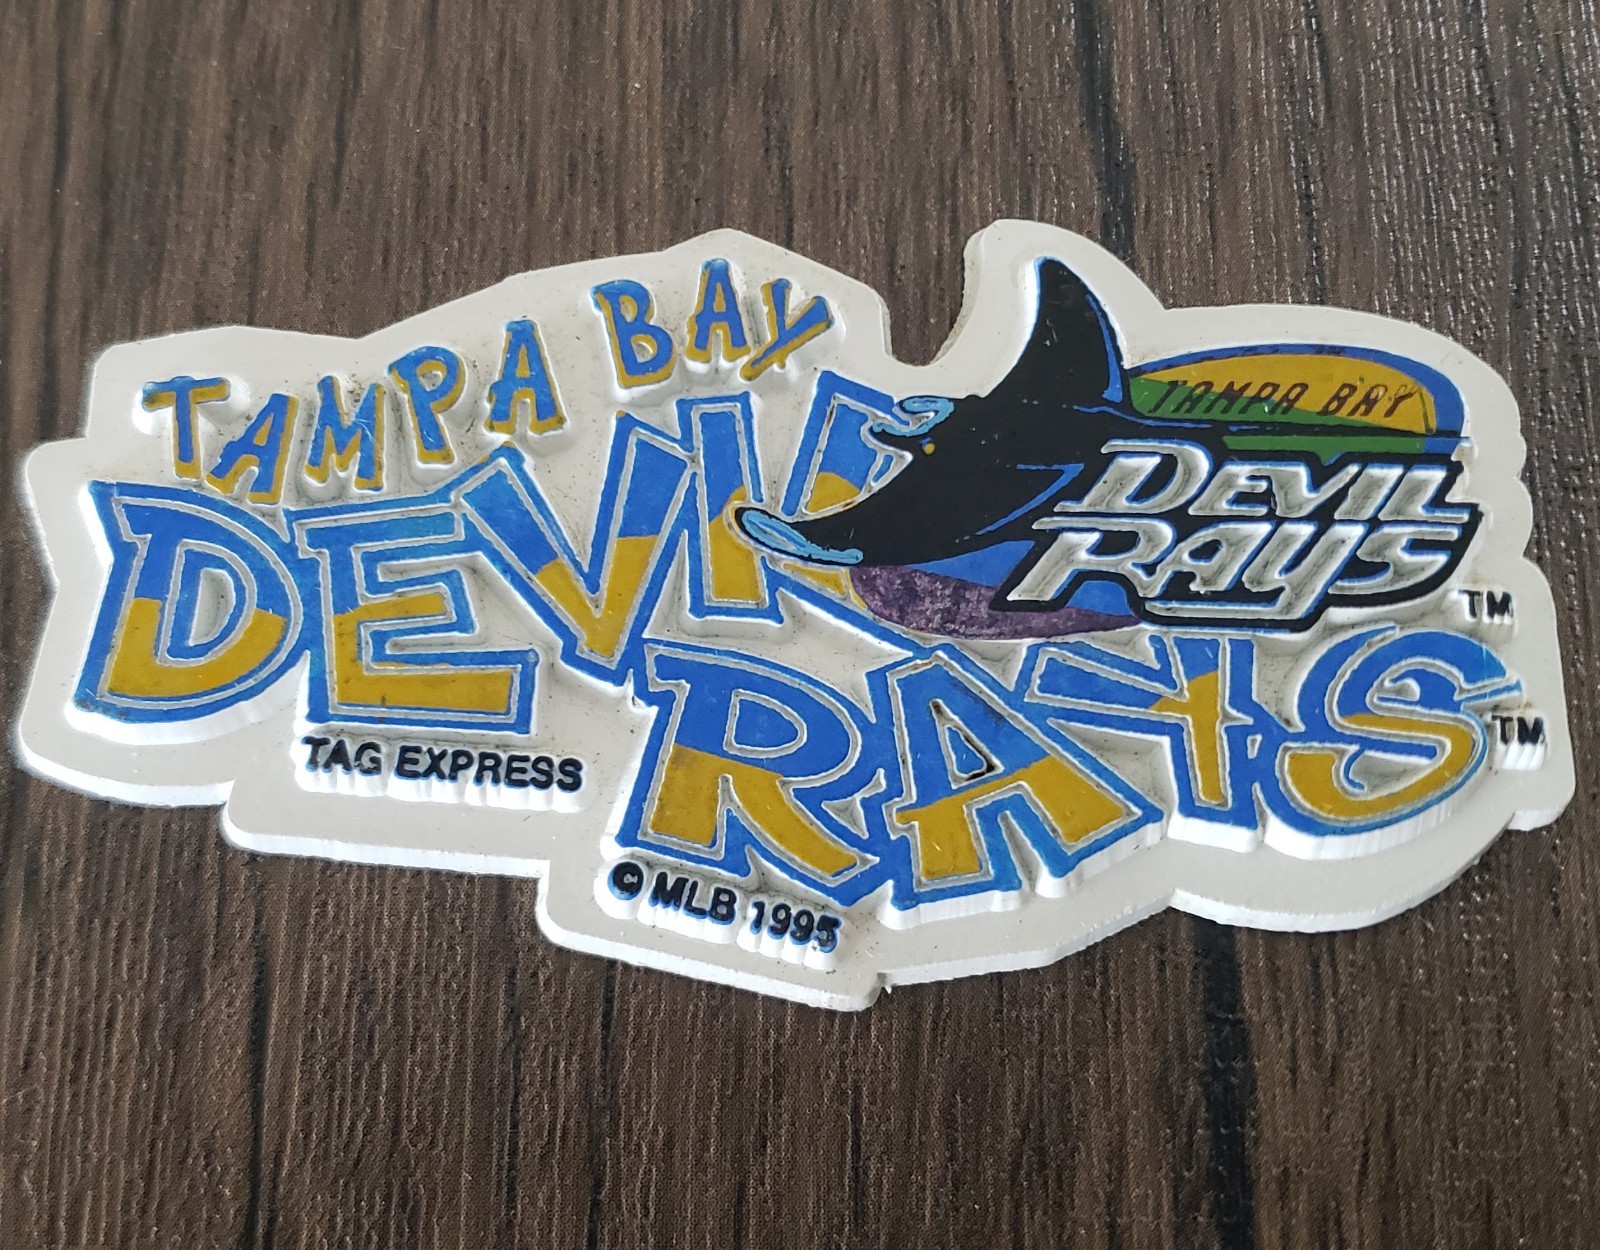 TAMPA BAY
DEVIL
RAYS
TAMPA BAY
DEVIL
RAYS
TM
TM
TAG EXPRESS
© MLB 1995